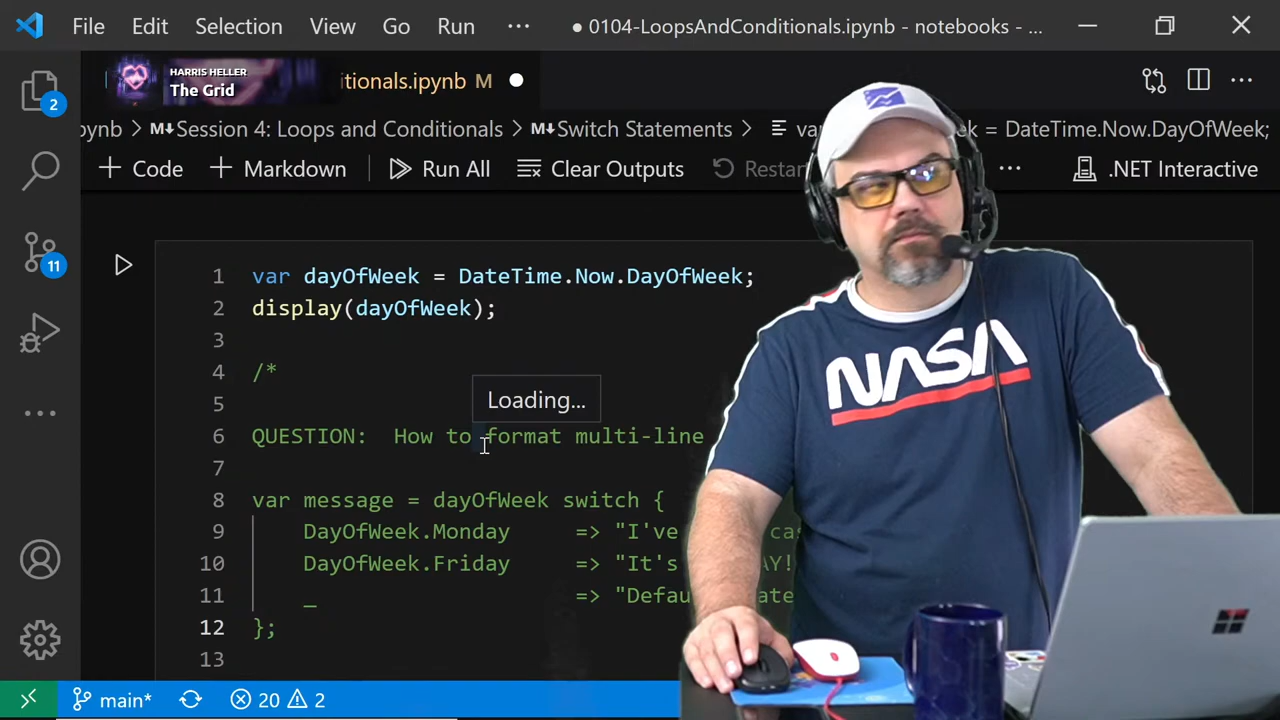 File Edit Selection View Go Run ··· ● 0104-LoopsAndConditionals.ipynb - notebooks - ...
HARRIS HELLER
The Grid
itionals.ipynb M
2
pynb > M↓Session 4: Loops and Conditionals > M↓Switch Statements > = DateTime.Now.DayOfWeek;
+ Code + Markdown Run All Clear Outputs ··· .NET Interactive
11
1 var dayOfWeek = DateTime.Now.DayOfWeek;
2 display(dayOfWeek);
3
4 /*
Loading...
5
6 QUESTION: How to format multi-line
7
8 var message = dayOfWeek switch {
9 DayOfWeek.Monday => "I've
10 DayOfWeek.Friday => "It's
11 _ =>
12 };
13
main* 20 2
NASA